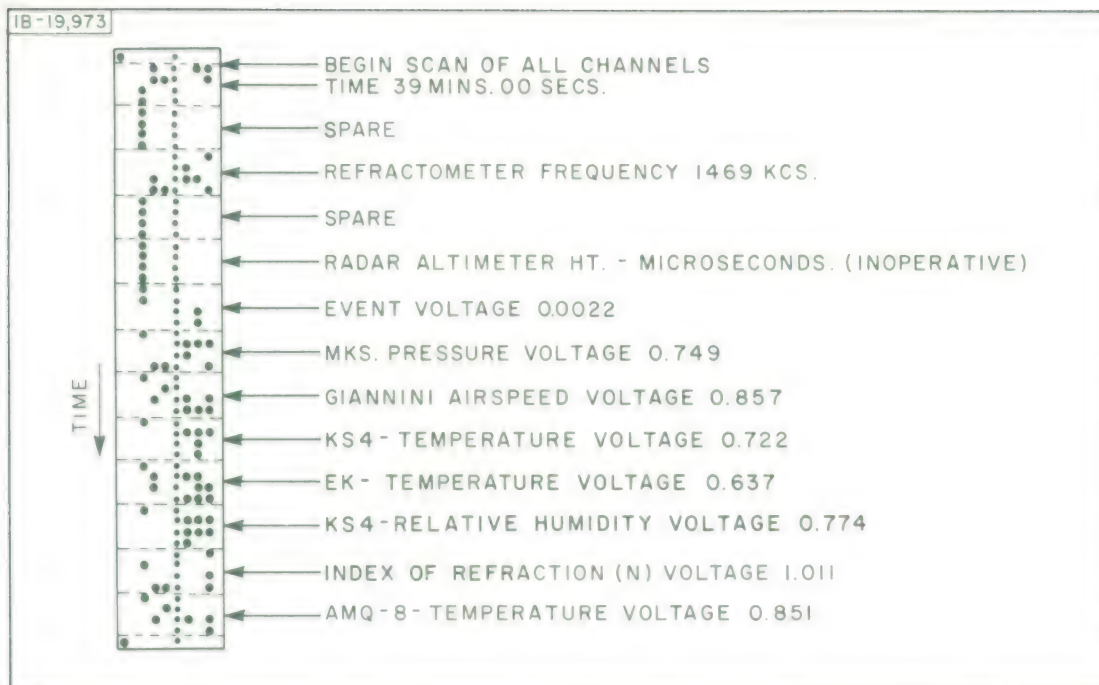 IB-19,973
BEGIN SCAN OF ALL CHANNELS
TIME 39 MINS. 00 SECS.
SPARE
REFRACTOMETER FREQUENCY 1469 KCS.
SPARE
RADAR ALTIMETER HT. - MICROSECONDS. (INOPERATIVE)
EVENT VOLTAGE 0.0022
MKS. PRESSURE VOLTAGE 0.749
GIANNINI AIRSPEED VOLTAGE 0.857
KS4 - TEMPERATURE VOLTAGE 0.722
EK - TEMPERATURE VOLTAGE 0.637
KS4-RELATIVE HUMIDITY VOLTAGE 0.774
INDEX OF REFRACTION (N) VOLTAGE 1.011
AMQ-8-TEMPERATURE VOLTAGE 0.851
TIME